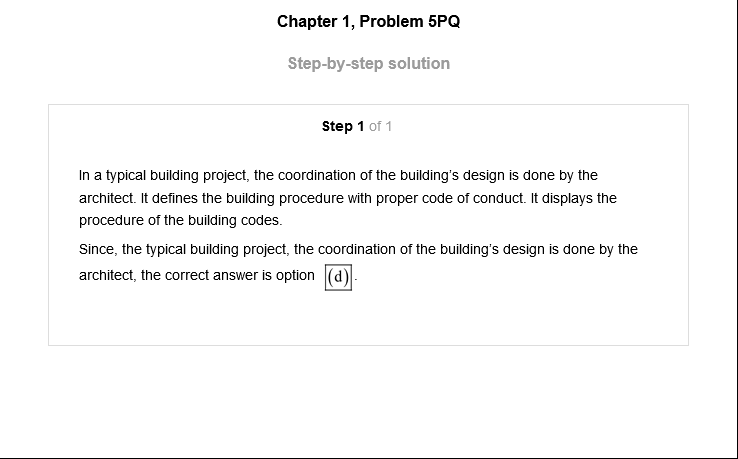 Chapter 1, Problem 5PQ
Step-by-step solution
Step 1 of 1
In a typical building project, the coordination of the building's design is done by the
architect. It defines the building procedure with proper code of conduct. It displays the
procedure of the building codes.
Since, the typical building project, the coordination of the building's design is done by the
architect, the correct answer is option (d).